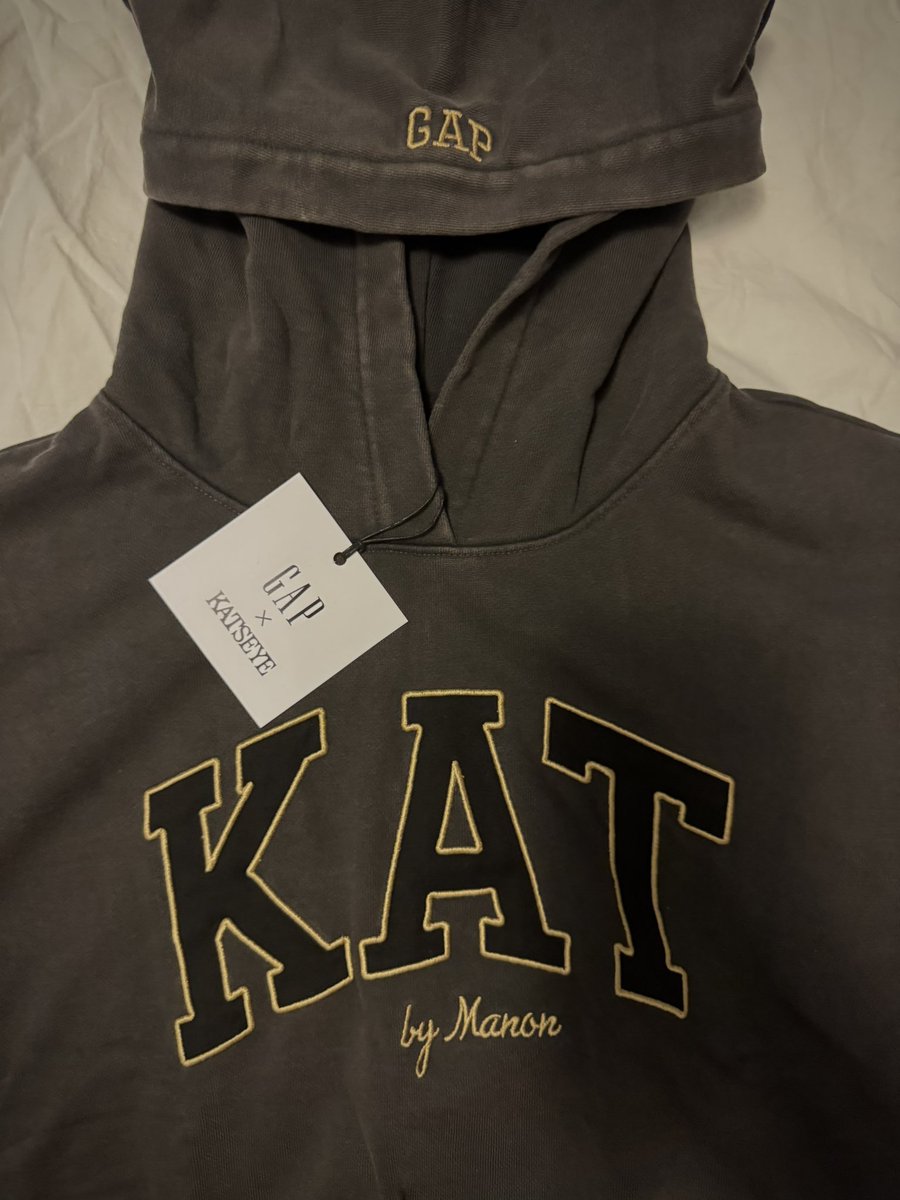 GAP
GAP
×
KATSEYE
KAT
by Manon